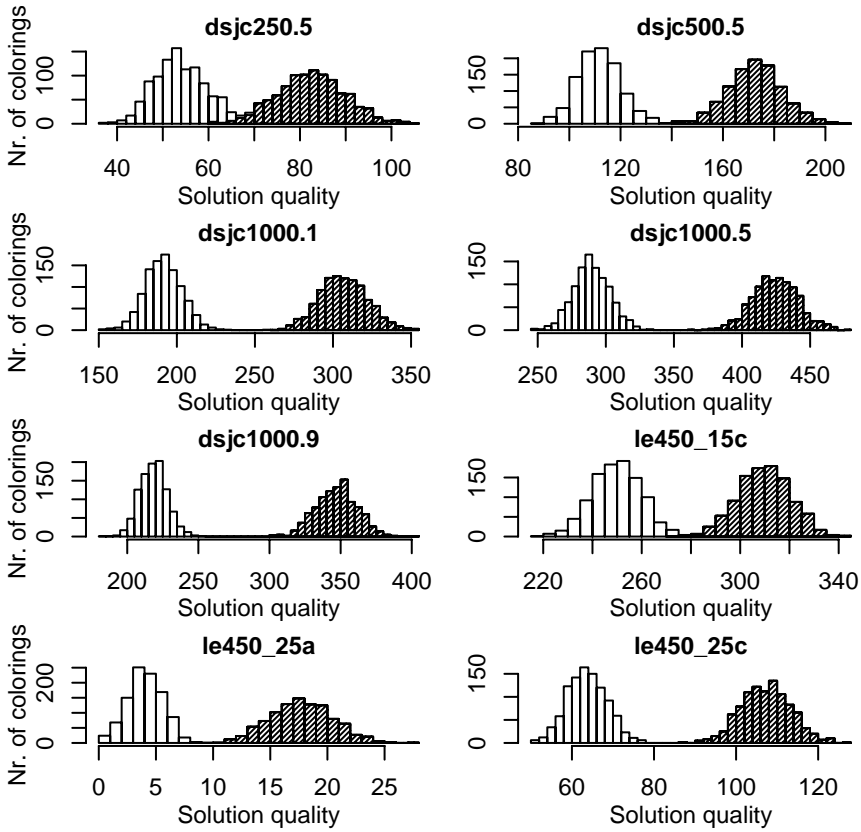 dsjc250.5
Nr. of colorings
0 100
40 60 80 100
Solution quality
dsjc500.5
0 150
80 120 160 200
Solution quality
dsjc1000.1
Nr. of colorings
0 150
150 200 250 300 350
Solution quality
dsjc1000.5
0 150
250 300 350 400 450
Solution quality
dsjc1000.9
Nr. of colorings
0 150
200 250 300 350 400
Solution quality
le450_15c
0 150
220 260 300 340
Solution quality
le450_25a
Nr. of colorings
0 200
0 5 10 15 20 25
Solution quality
le450_25c
0 150
60 80 100 120
Solution quality